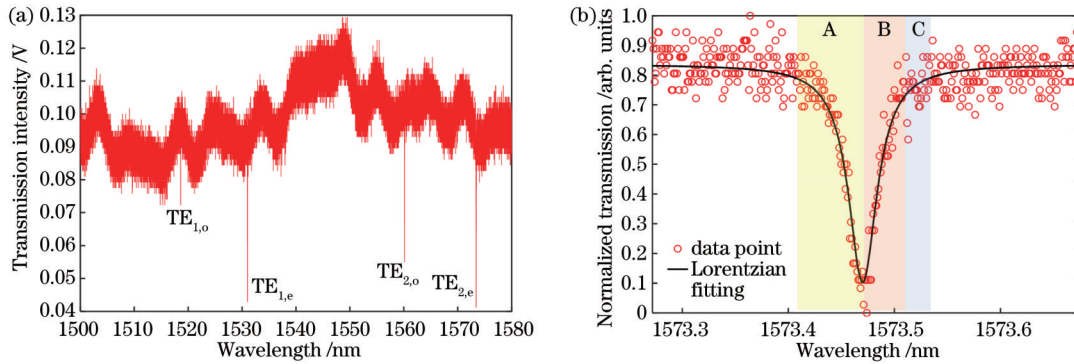 (a)
Transmission intensity /V
0.13
0.12
0.11
0.10
0.09
0.08
0.07
0.06
0.05
0.04
TE1,o
TE1,e
TE2,o
TE2,e
1500 1510 1520 1530 1540 1550 1560 1570 1580
Wavelength /nm
(b)
Normalized transmission /arb. units
1.0
0.9
0.8
0.7
0.6
0.5
0.4
0.3
0.2
0.1
0
A B C
data point
Lorentzian
fitting
1573.3 1573.4 1573.5 1573.6
Wavelength /nm